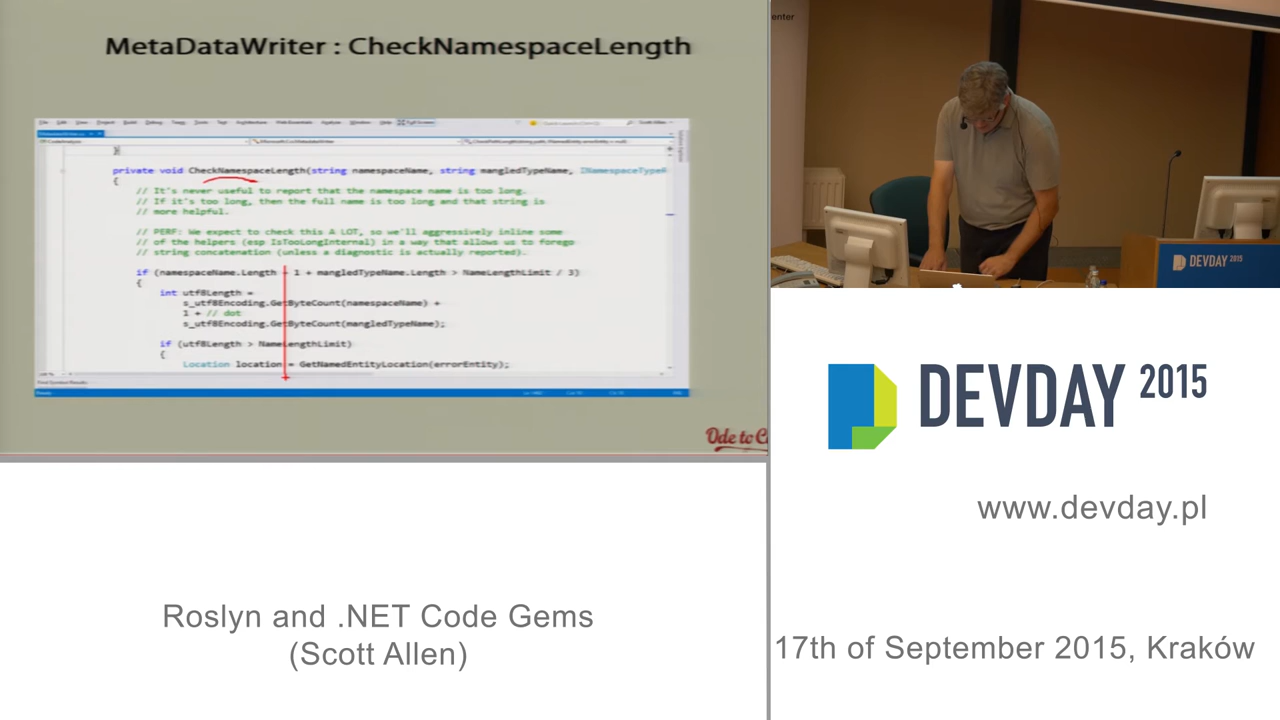 MetaDataWriter : CheckNamespaceLength
private void CheckNamespaceLength(string namespaceName, string mangledTypeName, INamespaceTypeR
{
// It's never useful to report that the namespace name is too long.
// If it's too long, then the full name is too long and that string is
// more helpful.
// PERF: We expect to check this A LOT, so we'll aggressively inline some
// of the helpers (esp IsTooLongInternal) in a way that allows us to forego
// string concatenation (unless a diagnostic is actually reported).
if (namespaceName.Length + 1 + mangledTypeName.Length > NameLengthLimit / 3)
{
int utf8Length =
s_utf8Encoding.GetByteCount(namespaceName) +
1 + // dot
s_utf8Encoding.GetByteCount(mangledTypeName);
if (utf8Length > NameLengthLimit)
{
Location location = GetNamedEntityLocation(errorEntity);
Ode to C
enter
DEVDAY 2015
DEVDAY 2015
www.devday.pl
Roslyn and .NET Code Gems
(Scott Allen)
17th of September 2015, Kraków